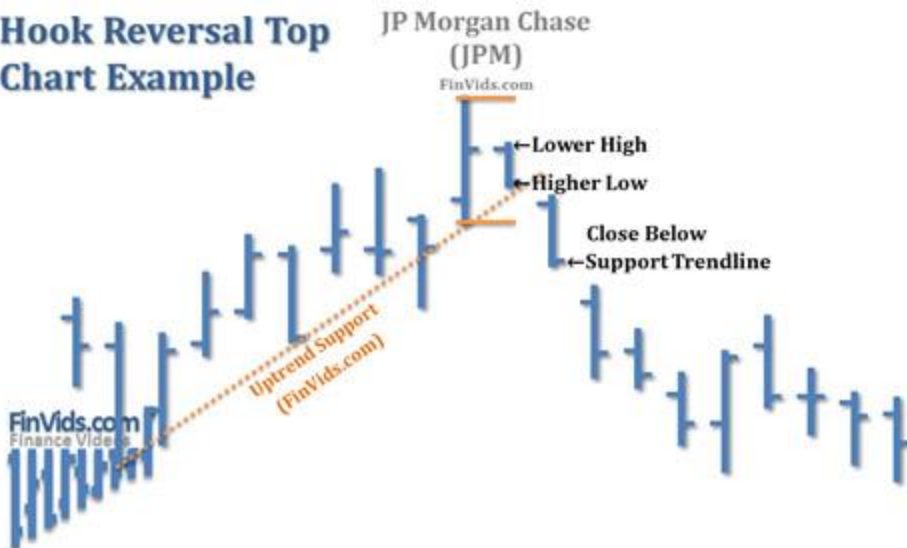 Hook Reversal Top
Chart Example
JP Morgan Chase
(JPM)
FinVids.com
←Lower High
←Higher Low
Close Below
←Support Trendline
Uptrend Support
(FinVids.com)
FinVids.com
Finance Videos